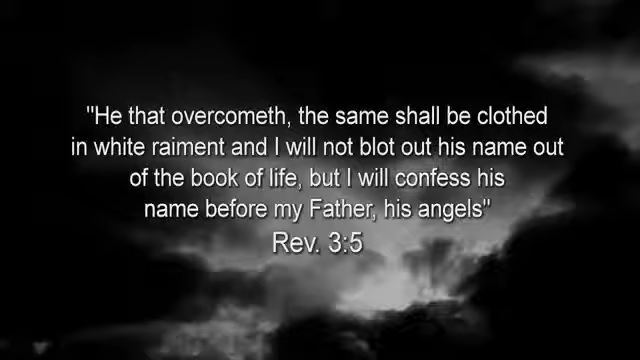 "He that overcometh, the same shall be clothed
in white raiment and I will not blot out his name out
of the book of life, but I will confess his
name before my Father, his angels"
Rev. 3:5